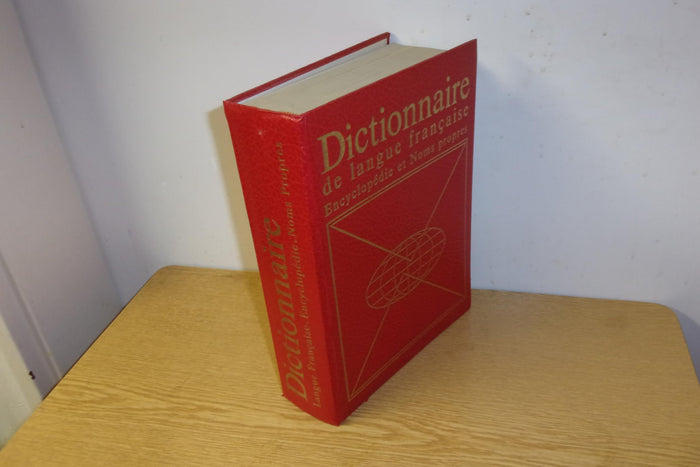 Dictionnaire
de langue française
Encyclopédie et Noms propres
Dictionnaire
Langue Française. Encyclopédie. Noms Propres